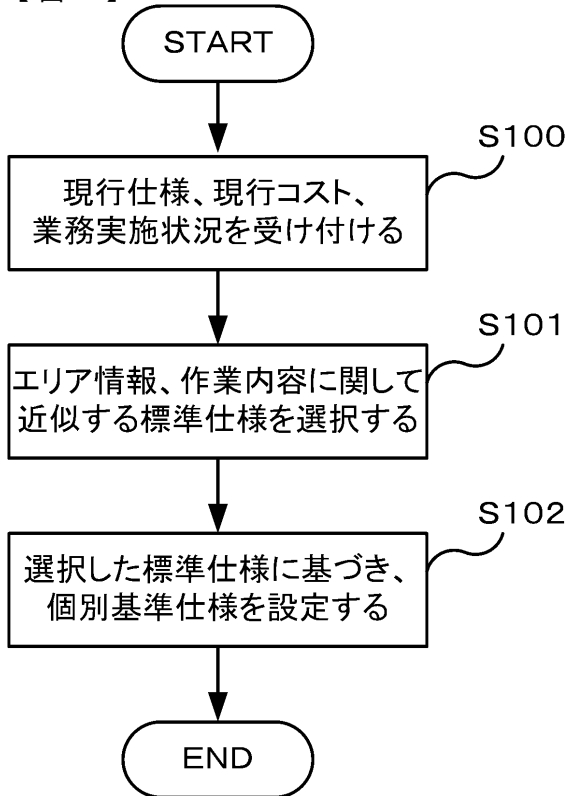 START
S100
現行仕様、現行コスト、
業務実施状況を受け付ける
S101
エリア情報、作業内容に関して
近似する標準仕様を選択する
S102
選択した標準仕様に基づき、
個別基準仕様を設定する
END